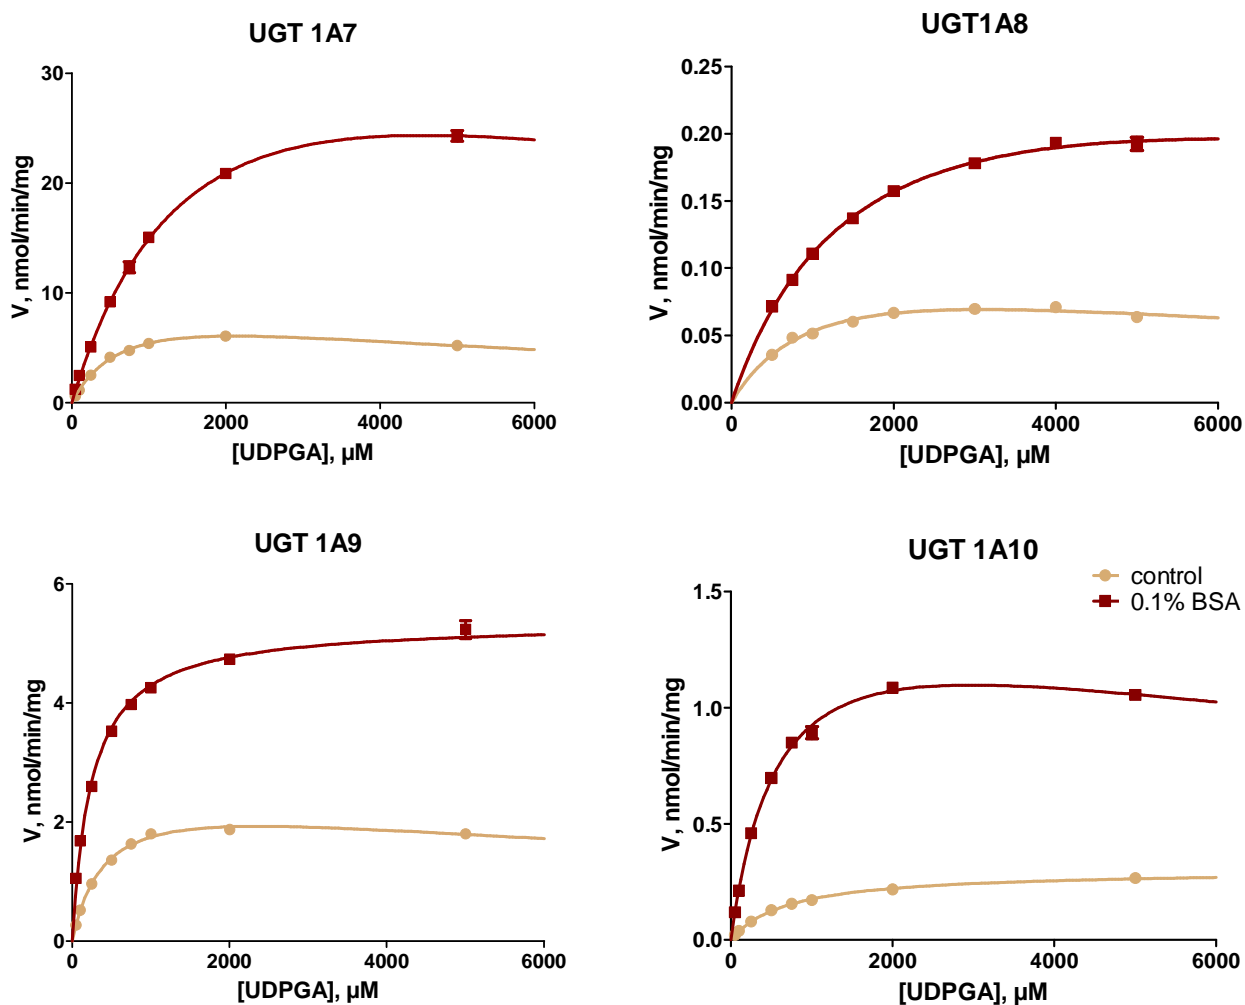 UGT 1A7
30
20
10
0
V, nmol/min/mg
0 2000 4000 6000
[UDPGA], µM
UGT1A8
0.25
0.20
0.15
0.10
0.05
0.00
V, nmol/min/mg
0 2000 4000 6000
[UDPGA], µM
UGT 1A9
6
4
2
0
V, nmol/min/mg
0 2000 4000 6000
[UDPGA], µM
UGT 1A10
control
0.1% BSA
1.5
1.0
0.5
0.0
V, nmol/min/mg
0 2000 4000 6000
[UDPGA], µM